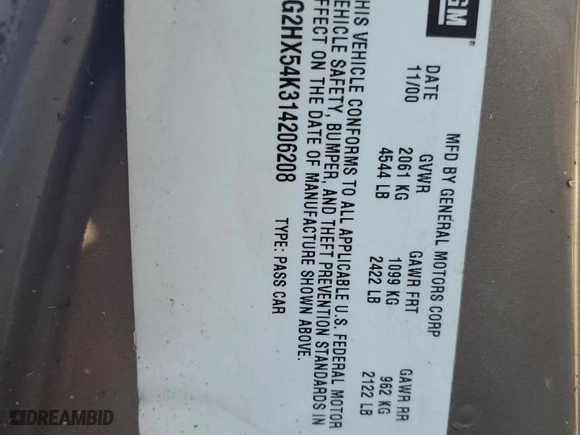 GM
MFD BY GENERAL MOTORS CORP
DATE GVWR GAWR FRT GAWR RR
11/00 2061 KG 1099 KG 962 KG
4544 LB 2422 LB 2122 LB
THIS VEHICLE CONFORMS TO ALL APPLICABLE U.S. FEDERAL MOTOR
VEHICLE SAFETY, BUMPER, AND THEFT PREVENTION STANDARDS IN
EFFECT ON THE DATE OF MANUFACTURE SHOWN ABOVE.
G2HX54K314206208 TYPE: PASS CAR
DREAMBID